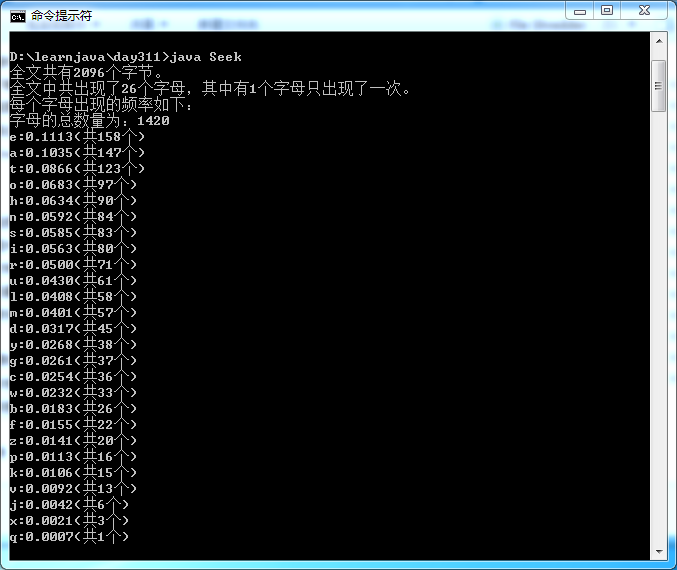 命令提示符
D:\learnjava\day311>java Seek
全文共有2096个字节。
全文中共出现了26个字母，其中有1个字母只出现了一次。
每个字母出现的频率如下：
字母的总数量为：1420
e:0.1113(共158个)
a:0.1035(共147个)
t:0.0866(共123个)
o:0.0683(共97个)
h:0.0634(共90个)
n:0.0592(共84个)
s:0.0585(共83个)
i:0.0563(共80个)
r:0.0500(共71个)
u:0.0430(共61个)
l:0.0408(共58个)
m:0.0401(共57个)
d:0.0317(共45个)
y:0.0268(共38个)
g:0.0261(共37个)
c:0.0254(共36个)
w:0.0232(共33个)
b:0.0183(共26个)
f:0.0155(共22个)
z:0.0141(共20个)
p:0.0113(共16个)
k:0.0106(共15个)
v:0.0092(共13个)
j:0.0042(共6个)
x:0.0021(共3个)
q:0.0007(共1个)